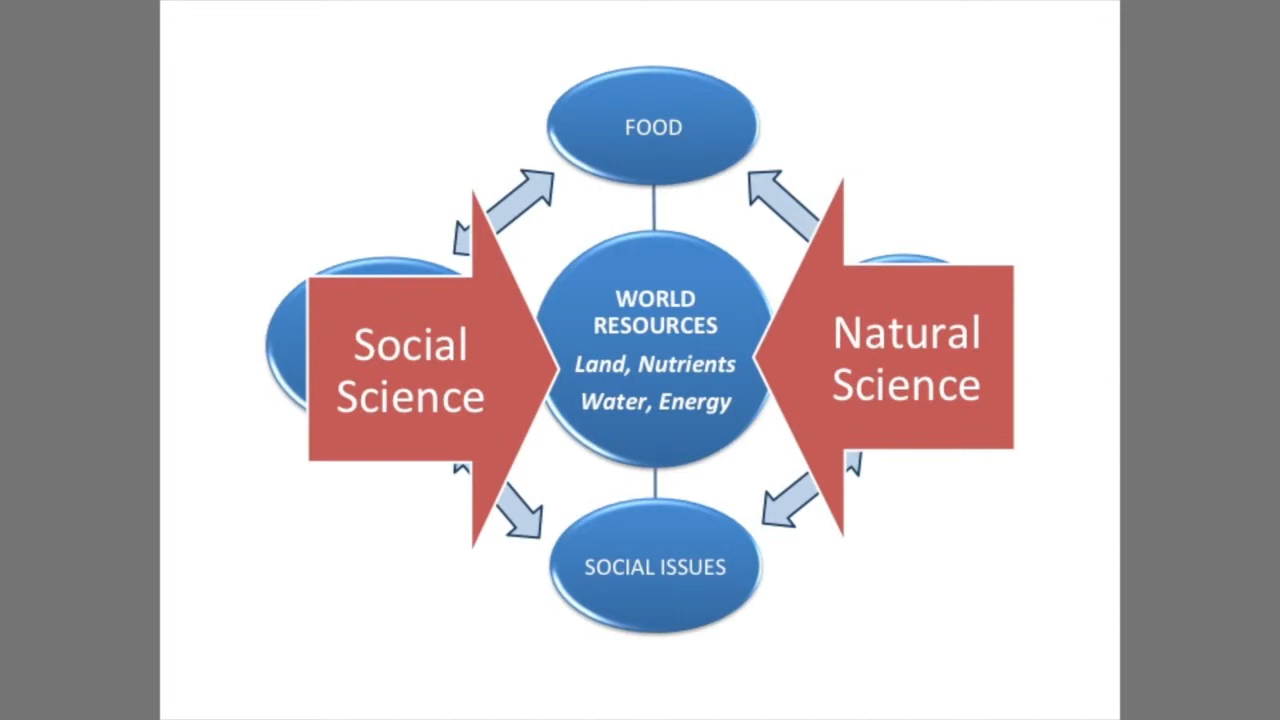 FOOD
WORLD
RESOURCES
Land, Nutrients
Water, Energy
Social
Science
Natural
Science
SOCIAL ISSUES